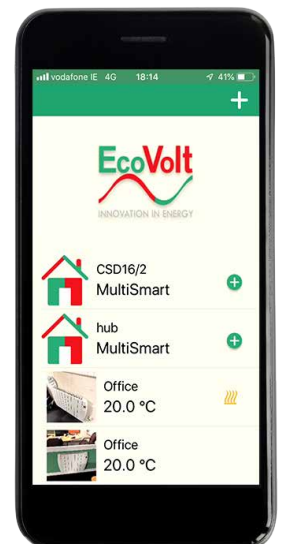 vodafone IE 4G 18:14 41%
+
EcoVolt
INNOVATION IN ENERGY
CSD16/2
MultiSmart
hub
MultiSmart
Office
20.0 °C
Office
20.0 °C